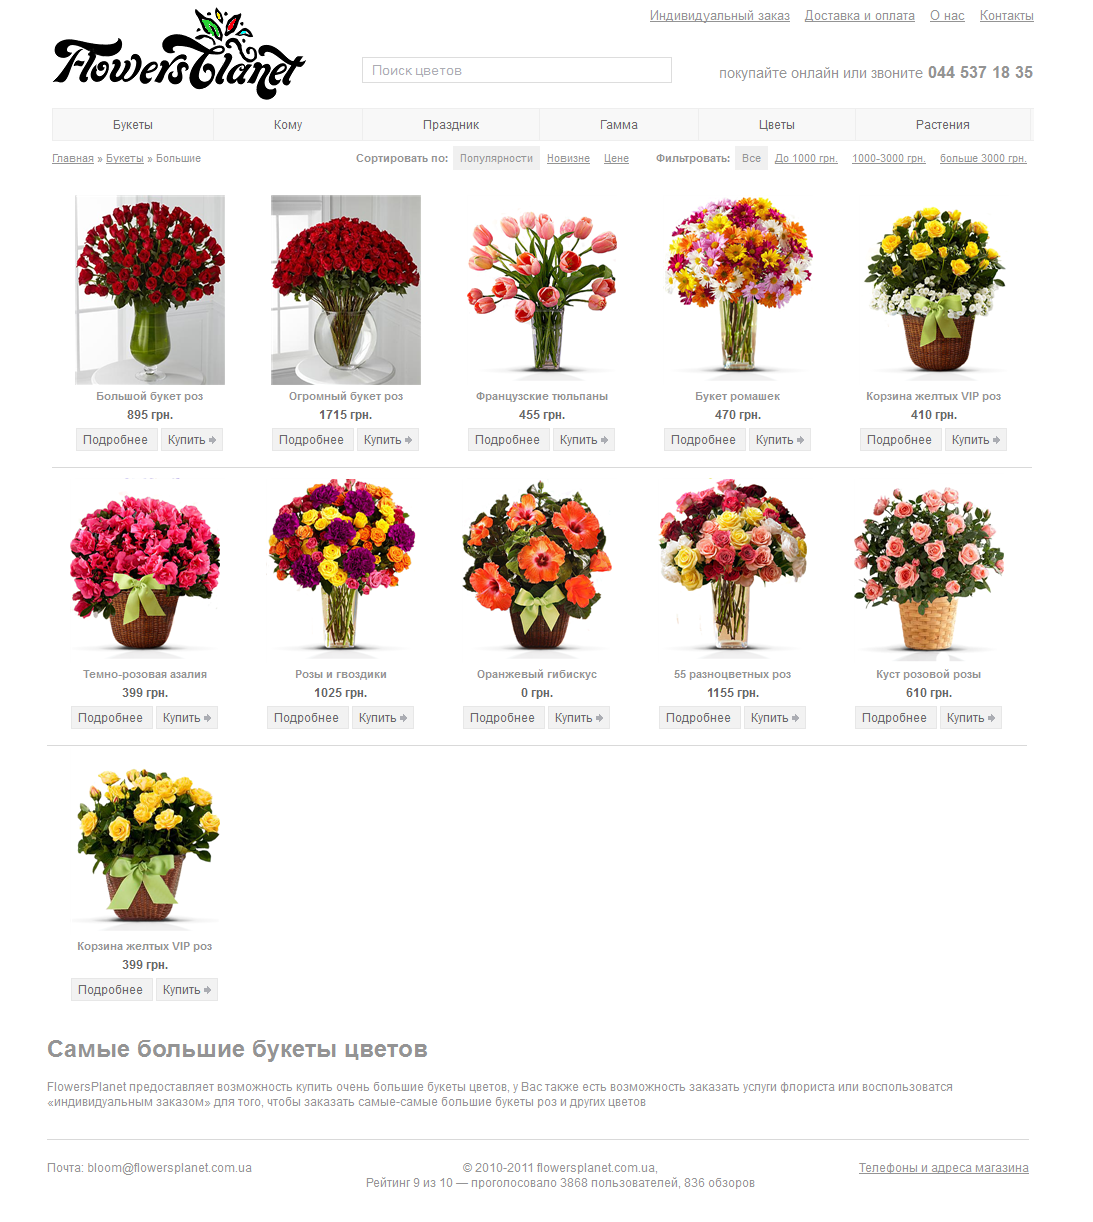 Индивидуальный заказ Доставка и оплата О нас Контакты
FlowersPlanet
Поиск цветов
покупайте онлайн или звоните 044 537 18 35
Букеты Кому Праздник Гамма Цветы Растения
Главная » Букеты » Большие Сортировать по: Популярности Новизне Цене Фильтровать: Все До 1000 грн. 1000-3000 грн. больше 3000 грн.
Большой букет роз Огромный букет роз Французские тюльпаны Букет ромашек Корзина желтых VIP роз
895 грн. 1715 грн. 455 грн. 470 грн. 410 грн.
Подробнее Купить Подробнее Купить Подробнее Купить Подробнее Купить Подробнее Купить
Темно-розовая азалия Розы и гвоздики Оранжевый гибискус 55 разноцветных роз Куст розовой розы
399 грн. 1025 грн. 0 грн. 1155 грн. 610 грн.
Подробнее Купить Подробнее Купить Подробнее Купить Подробнее Купить Подробнее Купить
Корзина желтых VIP роз
399 грн.
Подробнее Купить
Самые большие букеты цветов
FlowersPlanet предоставляет возможность купить очень большие букеты цветов, у Вас также есть возможность заказать услуги флориста или воспользоватся
«индивидуальным заказом» для того, чтобы заказать самые-самые большие букеты роз и других цветов
Почта: bloom@flowersplanet.com.ua © 2010-2011 flowersplanet.com.ua, Телефоны и адреса магазина
Рейтинг 9 из 10 — проголосовало 3868 пользователей, 836 обзоров